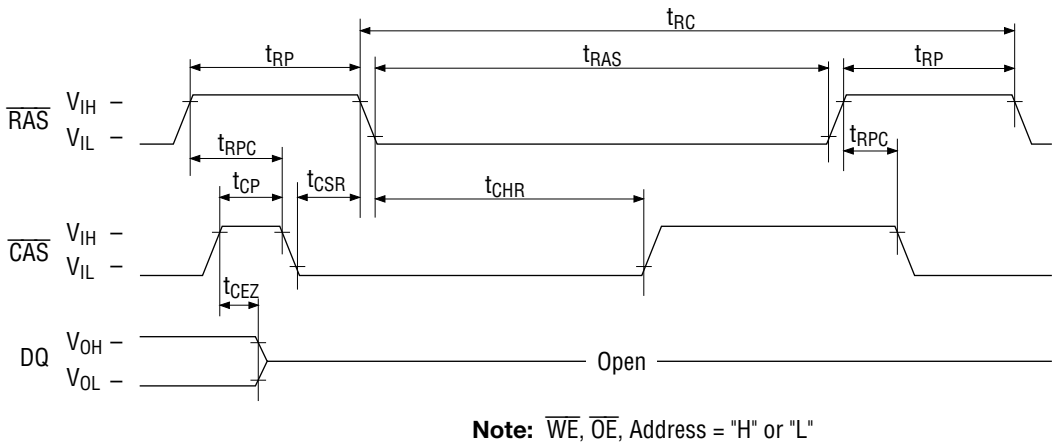 tRC
tRP tRAS tRP
RAS VIH –
VIL –
tRPC tRPC
tCP tCSR tCHR
CAS VIH –
VIL –
tCEZ
DQ VOH –
VOL –
Open
Note: WE, OE, Address = "H" or "L"